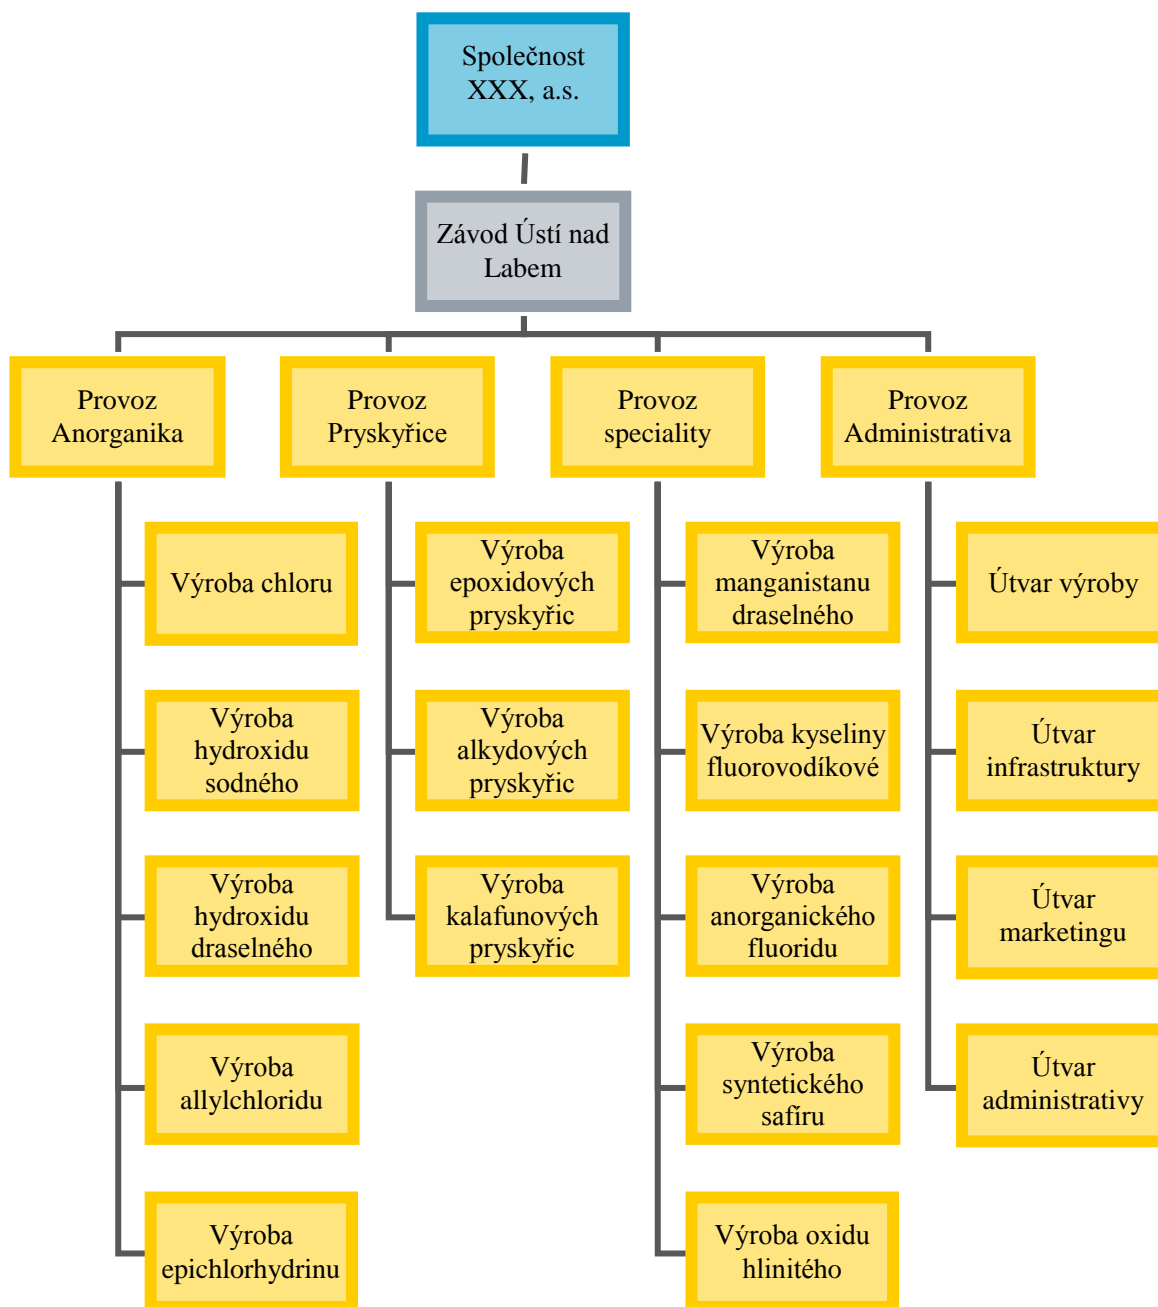 Společnost
XXX, a.s.
Závod Ústí nad
Labem
Provoz
Anorganika
Provoz
Pryskyřice
Provoz
speciality
Provoz
Administrativa
Výroba chloru
Výroba
hydroxidu
sodného
Výroba
hydroxidu
draselného
Výroba
allylchloridu
Výroba
epichlorhydrinu
Výroba
epoxidových
pryskyřic
Výroba
alkydových
pryskyřic
Výroba
kalafunových
pryskyřic
Výroba
manganistanu
draselného
Výroba kyseliny
fluorovodíkové
Výroba
anorganického
fluoridu
Výroba
syntetického
safíru
Výroba oxidu
hlinitého
Útvar výroby
Útvar
infrastruktury
Útvar
marketingu
Útvar
administrativy